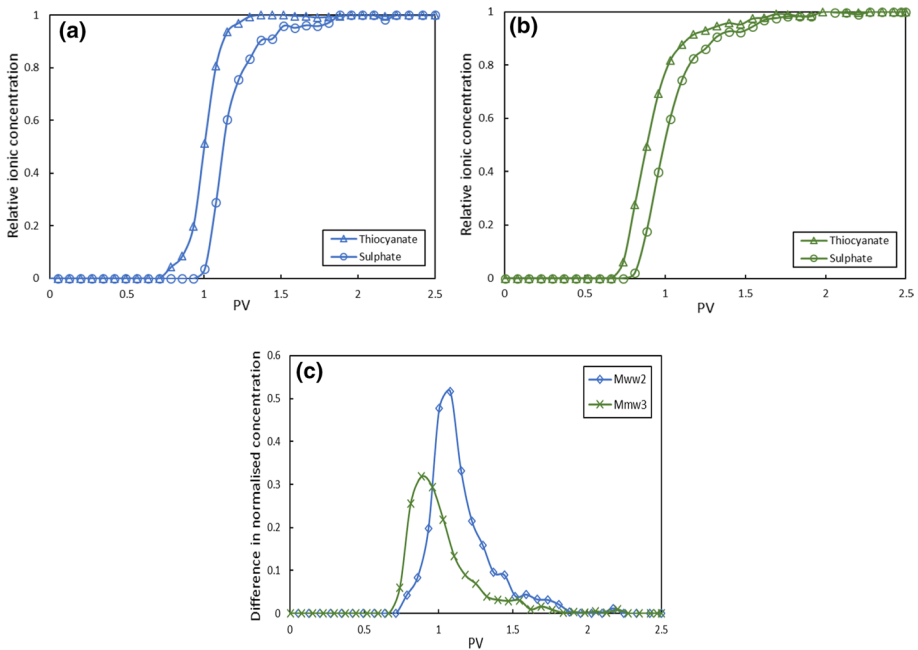 (a)
Relative ionic concentration
1
0.8
0.6
0.4
0.2
0
0
0.5
1
1.5
2
2.5
PV
Thiocyanate
Sulphate
(b)
Relative ionic concentration
1
0.8
0.6
0.4
0.2
0
0
0.5
1
1.5
2
2.5
PV
Thiocyanate
Sulphate
(c)
Difference in normalised concentration
0.6
0.5
0.4
0.3
0.2
0.1
0
0
0.5
1
1.5
2
2.5
PV
Mww2
Mmw3